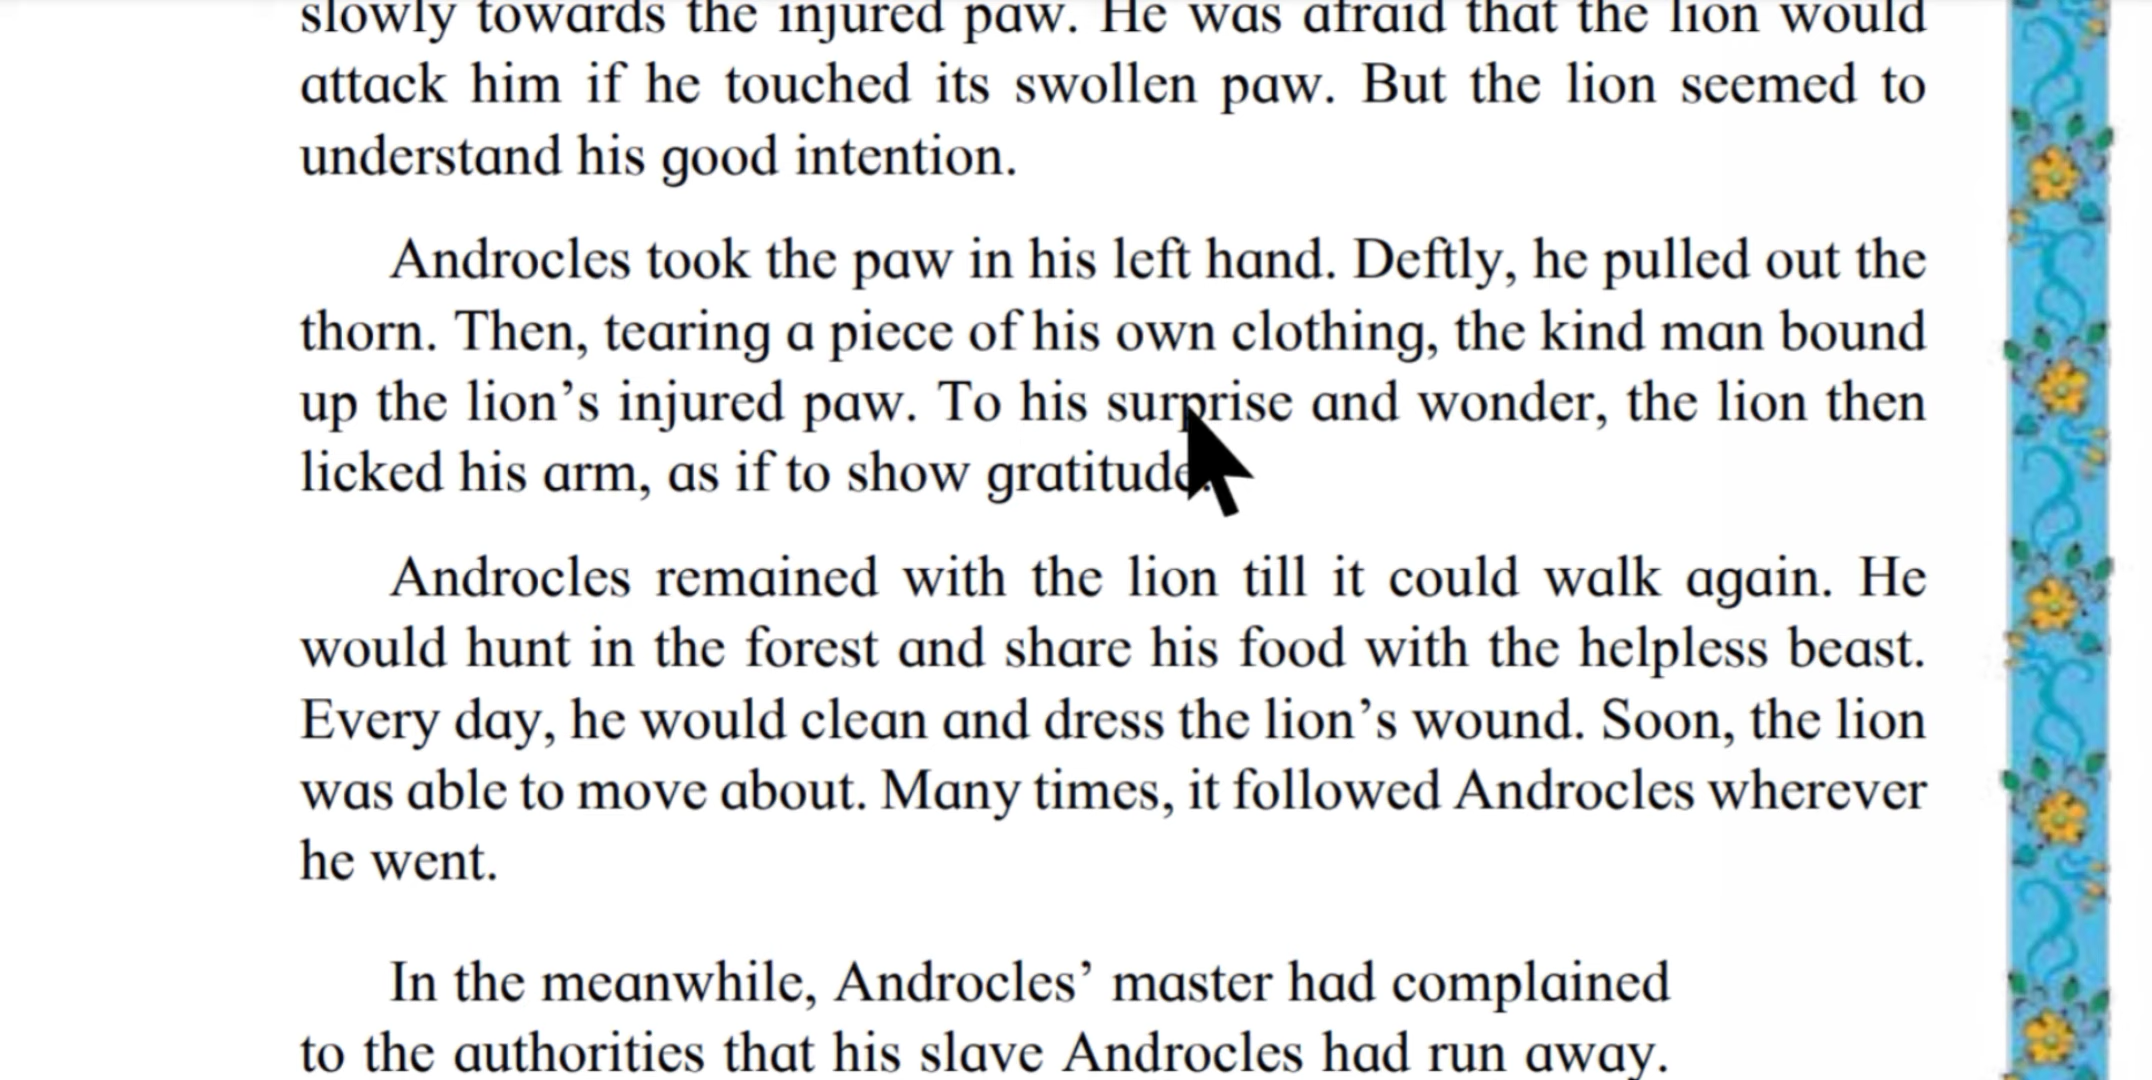 slowly towards the injured paw. He was afraid that the lion would
attack him if he touched its swollen paw. But the lion seemed to
understand his good intention.
Androcles took the paw in his left hand. Deftly, he pulled out the
thorn. Then, tearing a piece of his own clothing, the kind man bound
up the lion’s injured paw. To his surprise and wonder, the lion then
licked his arm, as if to show gratitude.
Androcles remained with the lion till it could walk again. He
would hunt in the forest and share his food with the helpless beast.
Every day, he would clean and dress the lion’s wound. Soon, the lion
was able to move about. Many times, it followed Androcles wherever
he went.
In the meanwhile, Androcles’ master had complained
to the authorities that his slave Androcles had run away.